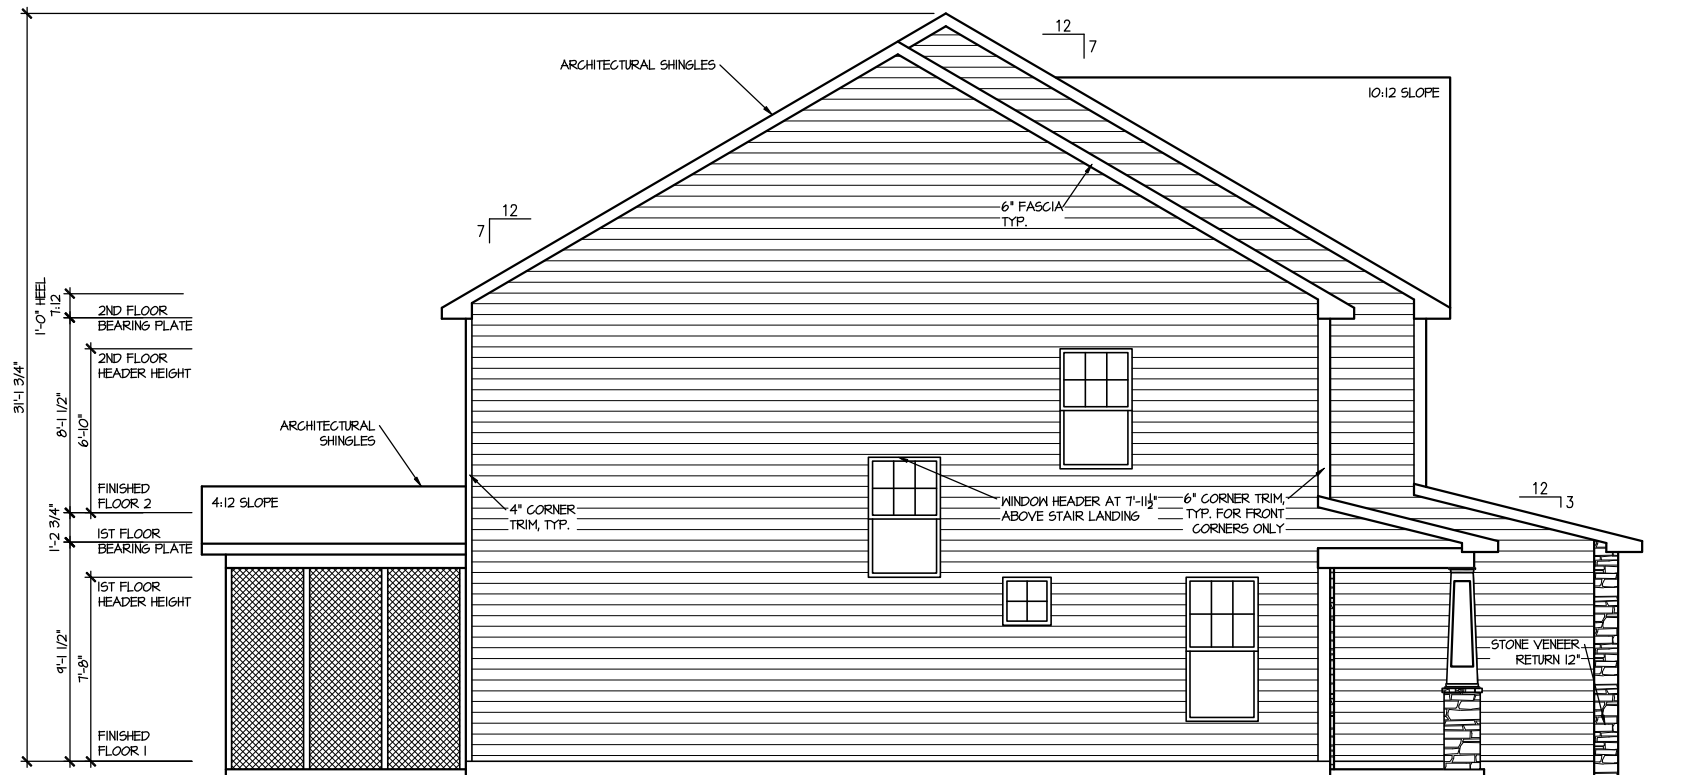 12
7
ARCHITECTURAL SHINGLES
10:12 SLOPE
12
7
6" FASCIA
TYP.
1'-0" HEEL
7:12
2ND FLOOR
BEARING PLATE
2ND FLOOR
HEADER HEIGHT
31'-1 3/4"
8'-1 1/2"
6'-10"
ARCHITECTURAL
SHINGLES
FINISHED
FLOOR 2
4:12 SLOPE
4" CORNER
TRIM, TYP.
WINDOW HEADER AT 7'-11½"
ABOVE STAIR LANDING
6" CORNER TRIM,
TYP. FOR FRONT
CORNERS ONLY
12
3
1'-2 3/4"
1ST FLOOR
BEARING PLATE
1ST FLOOR
HEADER HEIGHT
9'-1 1/2"
7'-8"
STONE VENEER
RETURN 12"
FINISHED
FLOOR 1